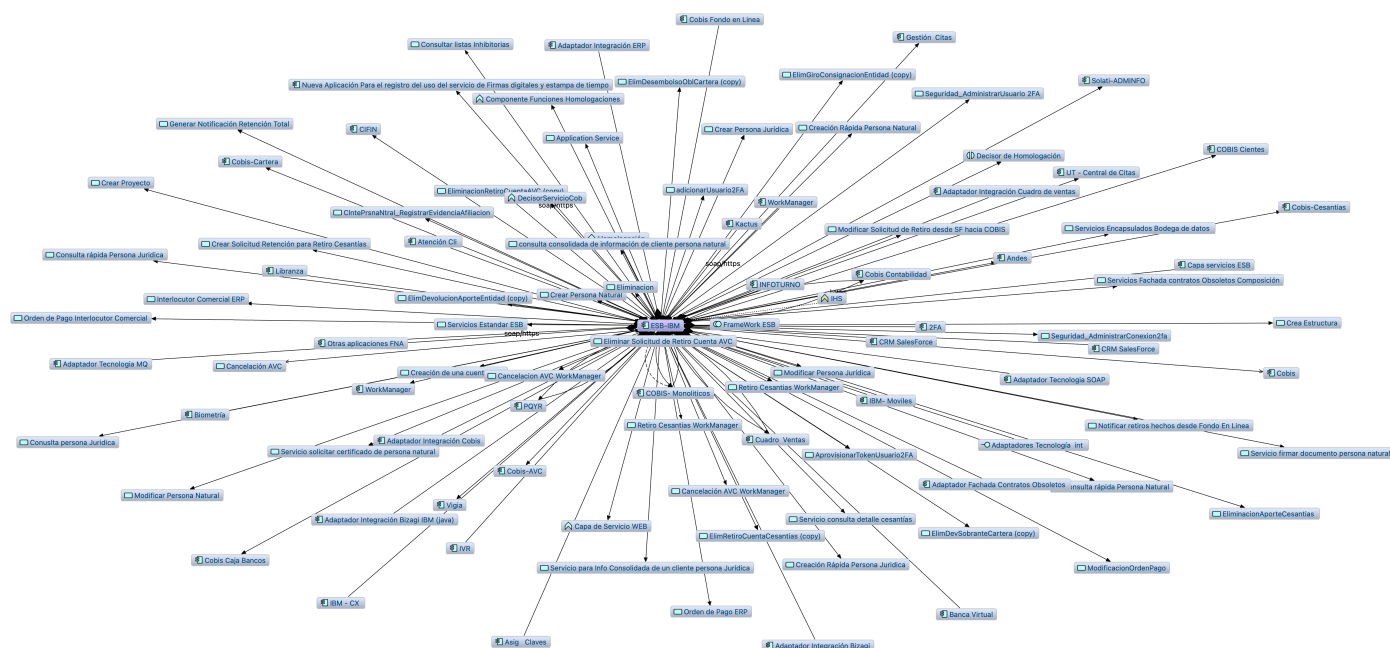 Cobis Fondo en Linea
Gestión Citas
Consultar listas Inhibitorias
Adaptador Integración ERP
ElimGiroConsignacionEntidad (copy)
Solati-ADMINFO
ElimDesembolsoOblCartera (copy)
Nueva Aplicación Para el registro del uso del servicio de Firmas digitales y estampa de tiempo
Seguridad_AdministrarUsuario 2FA
Componente Funciones Homologaciones
Generar Notificación Retención Total
CIFIN
Crear Persona Jurídica
Creación Rápida Persona Natural
Application Service
COBIS Cientes
Decisor de Homologación
Cobis-Cartera
UT - Central de Citas
Crear Proyecto
EliminacionRetiroCuentaAVC (copy)
adicionarUsuario2FA
Adaptador Integración Cuadro de ventas
DecisorServicioCob
soap/https
WorkManager
Cobis-Cesantias
ClntePrsnaNtral_RegistrarEvidenciaAfiliacion
Kactus
Modificar Solicitud de Retiro desde SF hacia COBIS
Servicios Encapsulados Bodega de datos
Atención Cli
Crear Solicitud Retención para Retiro Cesantías
consulta consolidada de información de cliente persona natural
Consulta rápida Persona Juridica
Andes
soap/https
Capa servicios ESB
Libranza
Cobis Contabilidad
Servicios Fachada contratos Obsoletos Composición
Eliminacion
INFOTURNO
Interlocutor Comercial ERP
ElimDevolucionAporteEntidad (copy)
Crear Persona Natural
IHS
Orden de Pago Interlocutor Comercial
Servicios Estandar ESB
ESB-IBM
FrameWork ESB
2FA
Crea Estructura
soap/https
Otras aplicaciones FNA
Eliminar Solicitud de Retiro Cuenta AVC
CRM SalesForce
Seguridad_AdministrarConexion2fa
CRM SalesForce
Adaptador Tecnología MQ
Cancelación AVC
Creación de una cuent
Cancelacion AVC WorkManager
Modificar Persona Jurídica
Cobis
Adaptador Tecnologia SOAP
WorkManager
COBIS- Monoliticos
Retiro Cesantias WorkManager
PQYR
IBM- Moviles
Biometría
Retiro Cesantias WorkManager
Notificar retiros hechos desde Fondo En Linea
Conuslta persona Jurídica
Adaptador Integración Cobis
Cuadro_Ventas
Adaptadores Tecnología int
Servicio solicitar certificado de persona natural
AprovisionarTokenUsuario2FA
Servicio firmar documento persona natural
Cobis-AVC
Adaptador Fachada Contratos Obsoletos
nsulta rápida Persona Natural
Modificar Persona Natural
Cancelación AVC WorkManager
Vigia
EliminacionAporteCesantias
Adaptador Integración Bizagi IBM (java)
Capa de Servicio WEB
Servicio consulta detalle cesantías
ElimRetiroCuentaCesantias (copy)
ElimDevSobranteCartera (copy)
IVR
Cobis Caja Bancos
Servicio para Info Consolidada de un cliente persona Jurídica
Creación Rápida Persona Juridica
ModificacionOrdenPago
IBM - CX
Orden de Pago ERP
Banca Virtual
Asig_ Claves
Adaptador Integración Bizagi